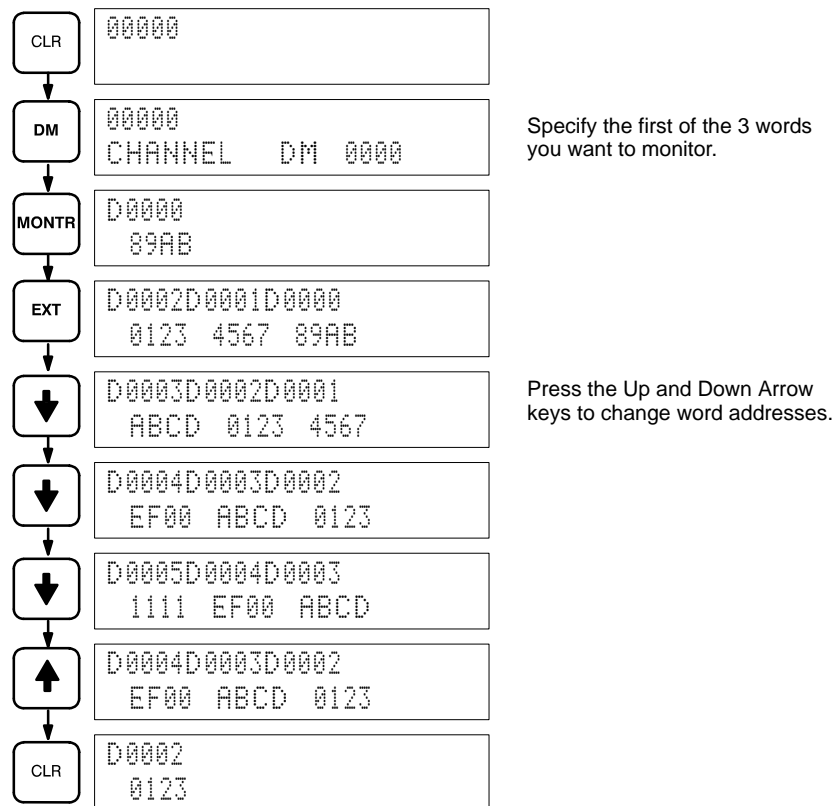 CLR
00000
DM
00000
CHANNEL DM 0000
Specify the first of the 3 words
you want to monitor.
MONTR
D0000
89AB
EXT
D0002D0001D0000
0123 4567 89AB
D0003D0002D0001
ABCD 0123 4567
Press the Up and Down Arrow
keys to change word addresses.
D0004D0003D0002
EF00 ABCD 0123
D0005D0004D0003
1111 EF00 ABCD
D0004D0003D0002
EF00 ABCD 0123
CLR
D0002
0123